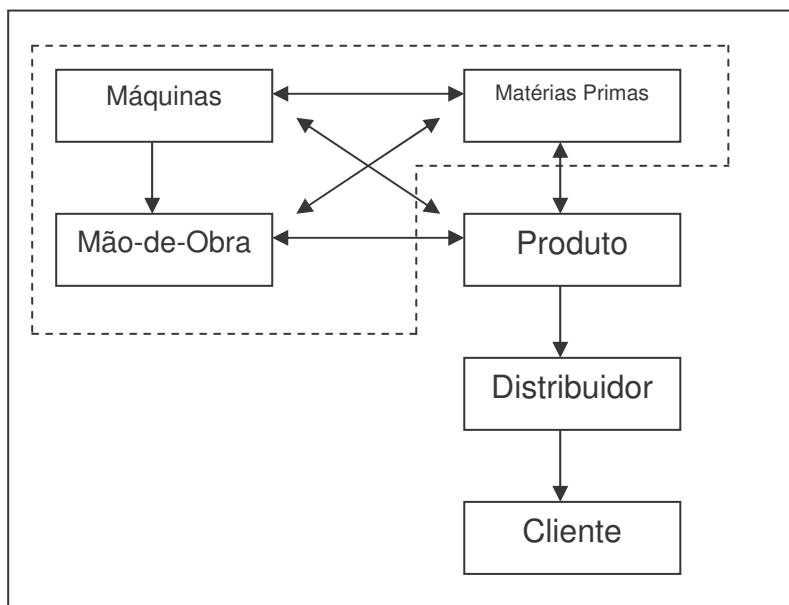 Máquinas
Matérias Primas
Mão-de-Obra
Produto
Distribuidor
Cliente